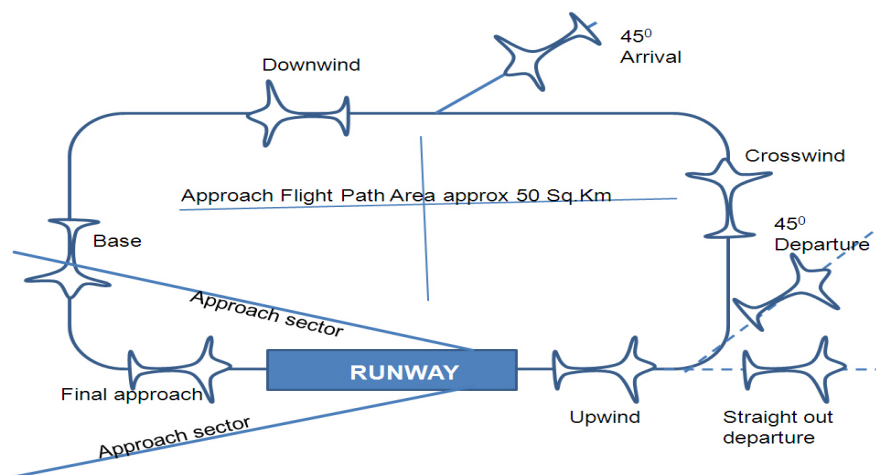 45⁰
Arrival
Downwind
Crosswind
Approach Flight Path Area approx 50 Sq.Km
45⁰
Departure
Base
Approach sector
RUNWAY
Final approach
Upwind
Straight out
departure
Approach sector